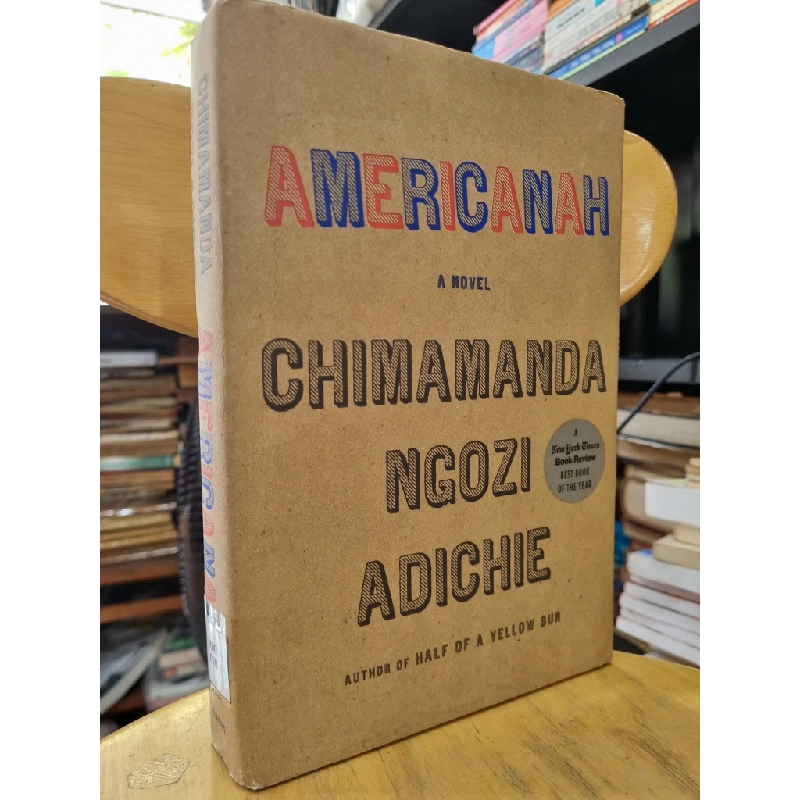 AMERICANAH
A NOVEL
CHIMAMANDA
NGOZI
ADICHIE
A
New York Times
Book Review
BEST BOOK
OF THE YEAR
AUTHOR OF HALF OF A YELLOW SUN
CHIMAMANDA
AMERICANA